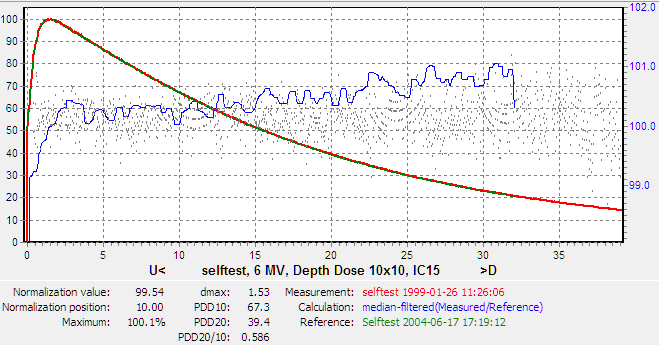 100
90
80
70
60
50
40
30
20
10
0
102.0
101.0
100.0
99.0
0 5 10 15 20 25 30 35
U< selftest, 6 MV, Depth Dose 10x10, IC15 >D
Normalization value: 99.54 dmax: 1.53 Measurement: selftest 1999-01-26 11:26:06
Normalization position: 10.00 PDD10: 67.3 Calculation: median-filtered(Measured/Reference)
Maximum: 100.1% PDD20: 39.4 Reference: Selftest 2004-06-17 17:19:12
PDD20/10: 0.586